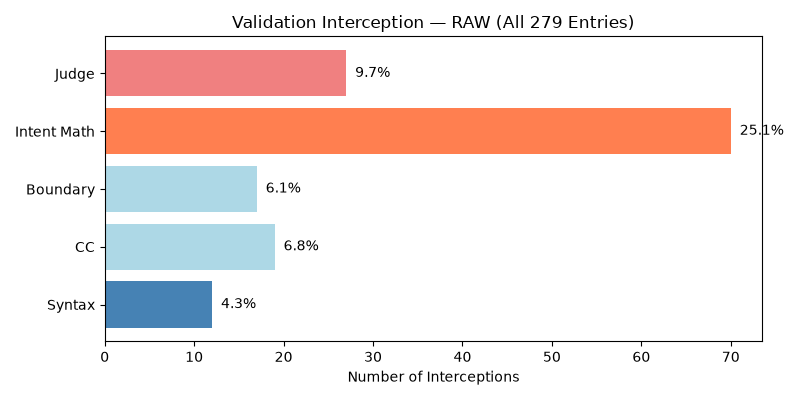 Validation Interception — RAW (All 279 Entries)
Judge
9.7%
Intent Math
25.1%
Boundary
6.1%
CC
6.8%
Syntax
4.3%
0 10 20 30 40 50 60 70
Number of Interceptions